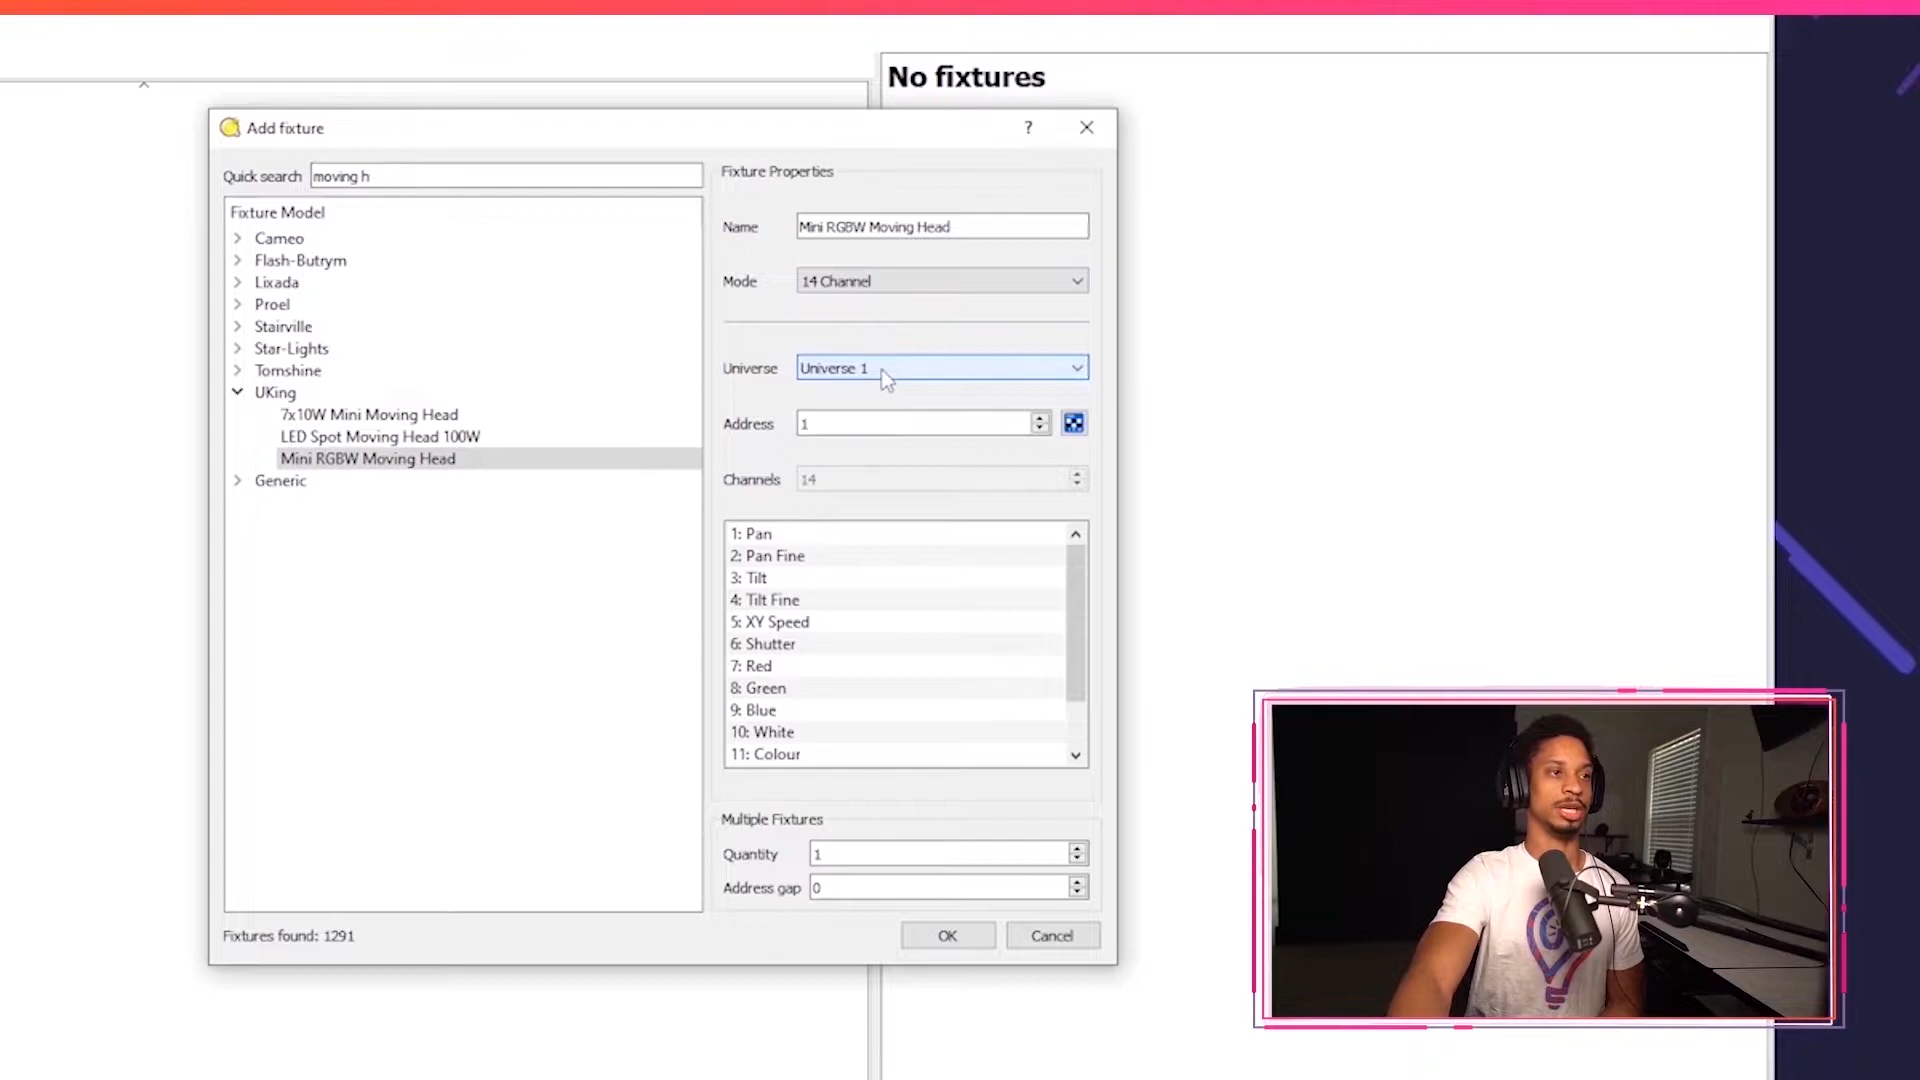 No fixtures
Add fixture
?
Quick search
moving h
Fixture Model
Cameo
Flash-Butrym
Lixada
Proel
Stairville
Star-Lights
Tomshine
UKing
7x10W Mini Moving Head
LED Spot Moving Head 100W
Mini RGBW Moving Head
Generic
Fixtures found: 1291
Fixture Properties
Name
Mini RGBW Moving Head
Mode
14 Channel
Universe
Universe 1
Address
1
Channels
14
1: Pan
2: Pan Fine
3: Tilt
4: Tilt Fine
5: XY Speed
6: Shutter
7: Red
8: Green
9: Blue
10: White
11: Colour
Multiple Fixtures
Quantity
1
Address gap
0
OK
Cancel